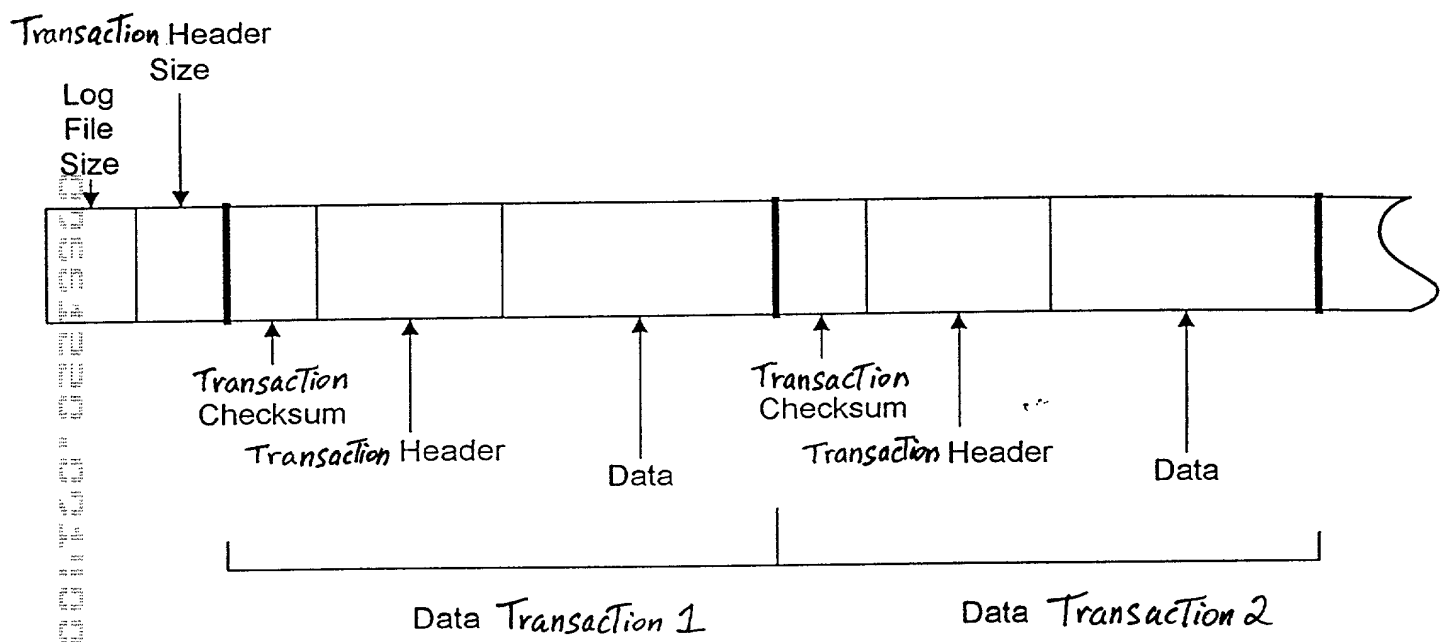 Transaction Header
Size
Log
File
Size
Transaction
Checksum
Transaction Header
Data
Transaction
Checksum
Transaction Header
Data
Data Transaction 1
Data Transaction 2